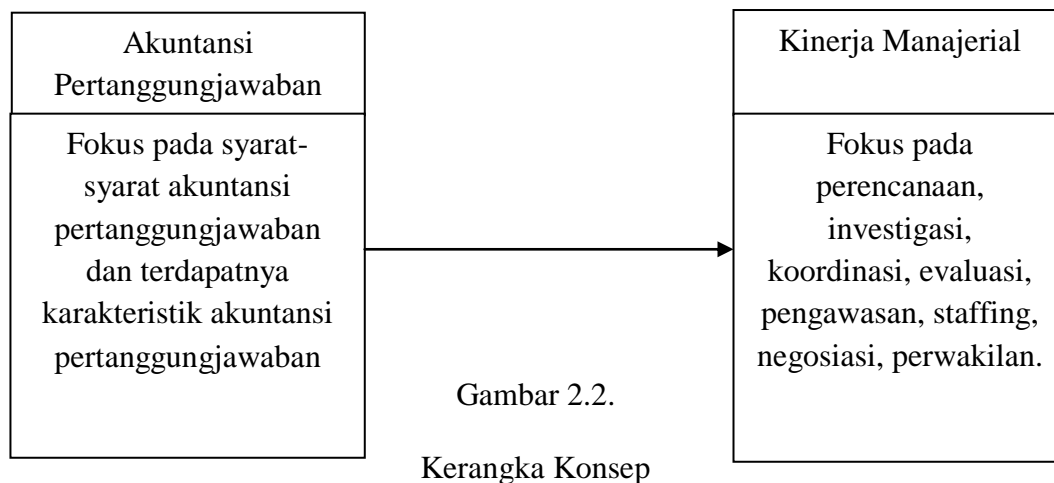 Akuntansi
Pertanggungjawaban
Fokus pada syarat-
syarat akuntansi
pertanggungjawaban
dan terdapatnya
karakteristik akuntansi
pertanggungjawaban
Kinerja Manajerial
Fokus pada
perencanaan,
investigasi,
koordinasi, evaluasi,
pengawasan, staffing,
negosiasi, perwakilan.
Gambar 2.2.
Kerangka Konsep